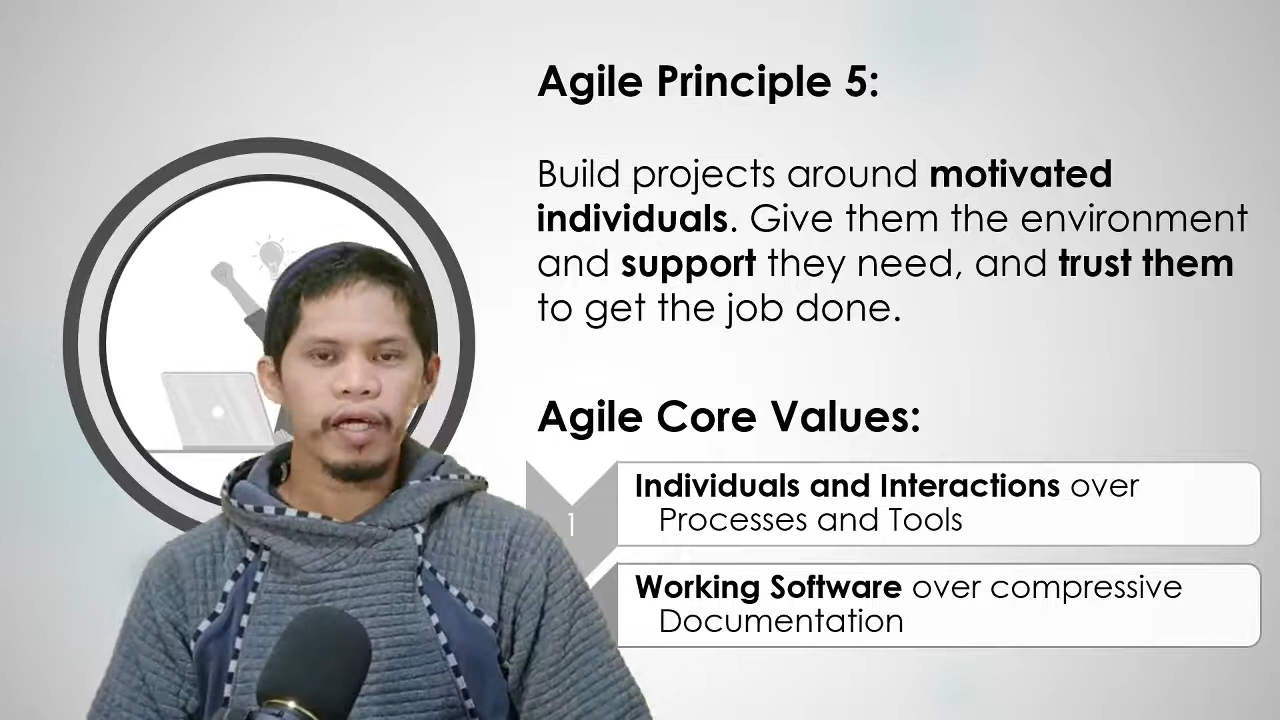 Agile Principle 5:
Build projects around motivated
individuals. Give them the environment
and support they need, and trust them
to get the job done.
Agile Core Values:
1
Individuals and Interactions over
Processes and Tools
Working Software over compressive
Documentation